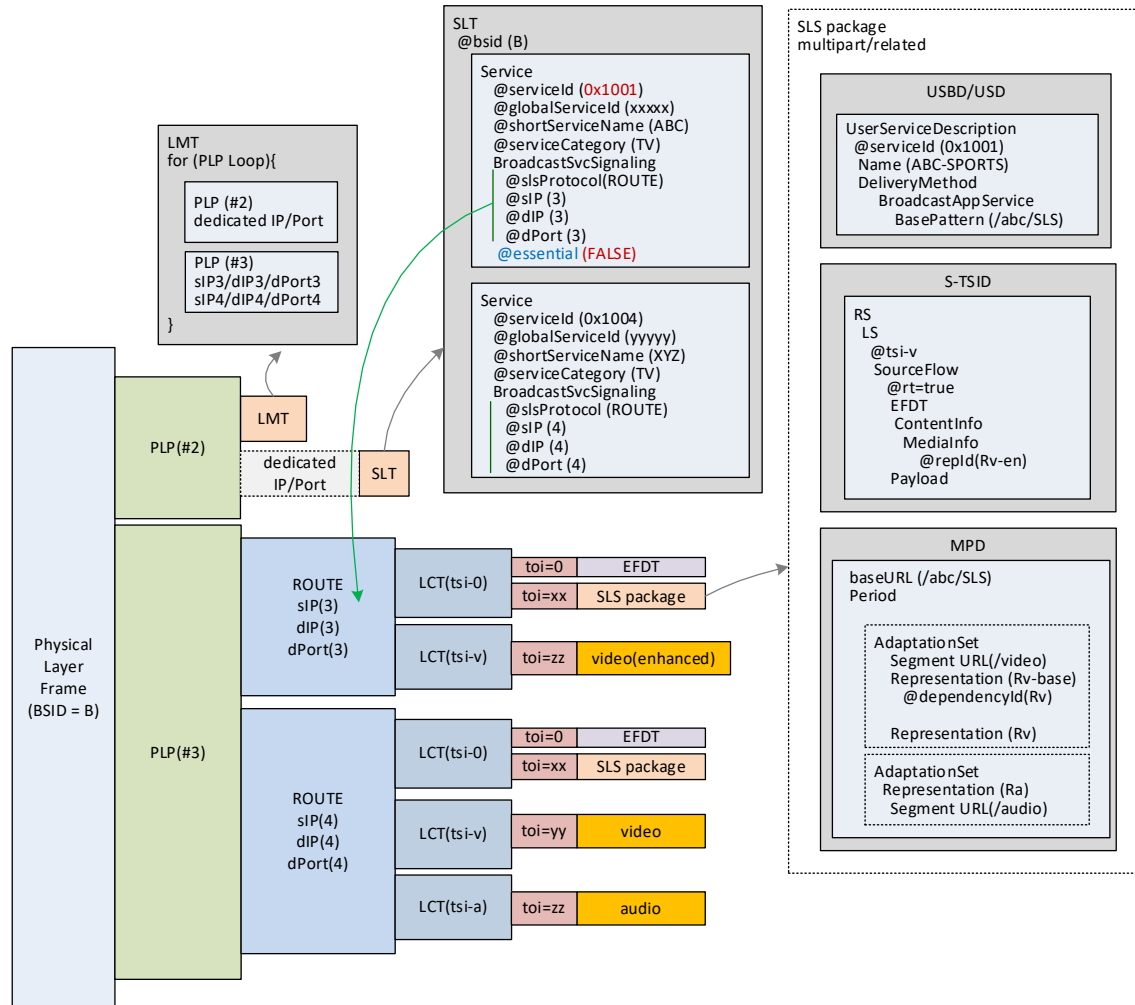 SLT
@bsid (B)
Service
@serviceId (0x1001)
@globalServiceId (xxxxx)
@shortServiceName (ABC)
@serviceCategory (TV)
BroadcastSvcSignaling
@slsProtocol(ROUTE)
@sIP (3)
@dIP (3)
@dPort (3)
@essential (FALSE)
Service
@serviceId (0x1004)
@globalServiceId (yyyyy)
@shortServiceName (XYZ)
@serviceCategory (TV)
BroadcastSvcSignaling
@slsProtocol (ROUTE)
@sIP (4)
@dIP (4)
@dPort (4)
LMT
for (PLP Loop){
PLP (#2)
dedicated IP/Port
PLP (#3)
sIP3/dIP3/dPort3
sIP4/dIP4/dPort4
}
Physical
Layer
Frame
(BSID = B)
PLP(#2)
LMT
dedicated
IP/Port
SLT
PLP(#3)
ROUTE
sIP(3)
dIP(3)
dPort(3)
LCT(tsi-0)
toi=0
EFDT
toi=xx
SLS package
LCT(tsi-v)
toi=zz
video(enhanced)
ROUTE
sIP(4)
dIP(4)
dPort(4)
LCT(tsi-0)
toi=0
EFDT
toi=xx
SLS package
LCT(tsi-v)
toi=yy
video
LCT(tsi-a)
toi=zz
audio
SLS package
multipart/related
USBD/USD
UserServiceDescription
@serviceId (0x1001)
Name (ABC-SPORTS)
DeliveryMethod
BroadcastAppService
BasePattern (/abc/SLS)
S-TSID
RS
LS
@tsi-v
SourceFlow
@rt=true
EFDT
ContentInfo
MediaInfo
@repId(Rv-en)
Payload
MPD
baseURL (/abc/SLS)
Period
AdaptationSet
Segment URL(/video)
Representation (Rv-base)
@dependencyId(Rv)
Representation (Rv)
AdaptationSet
Representation (Ra)
Segment URL(/audio)